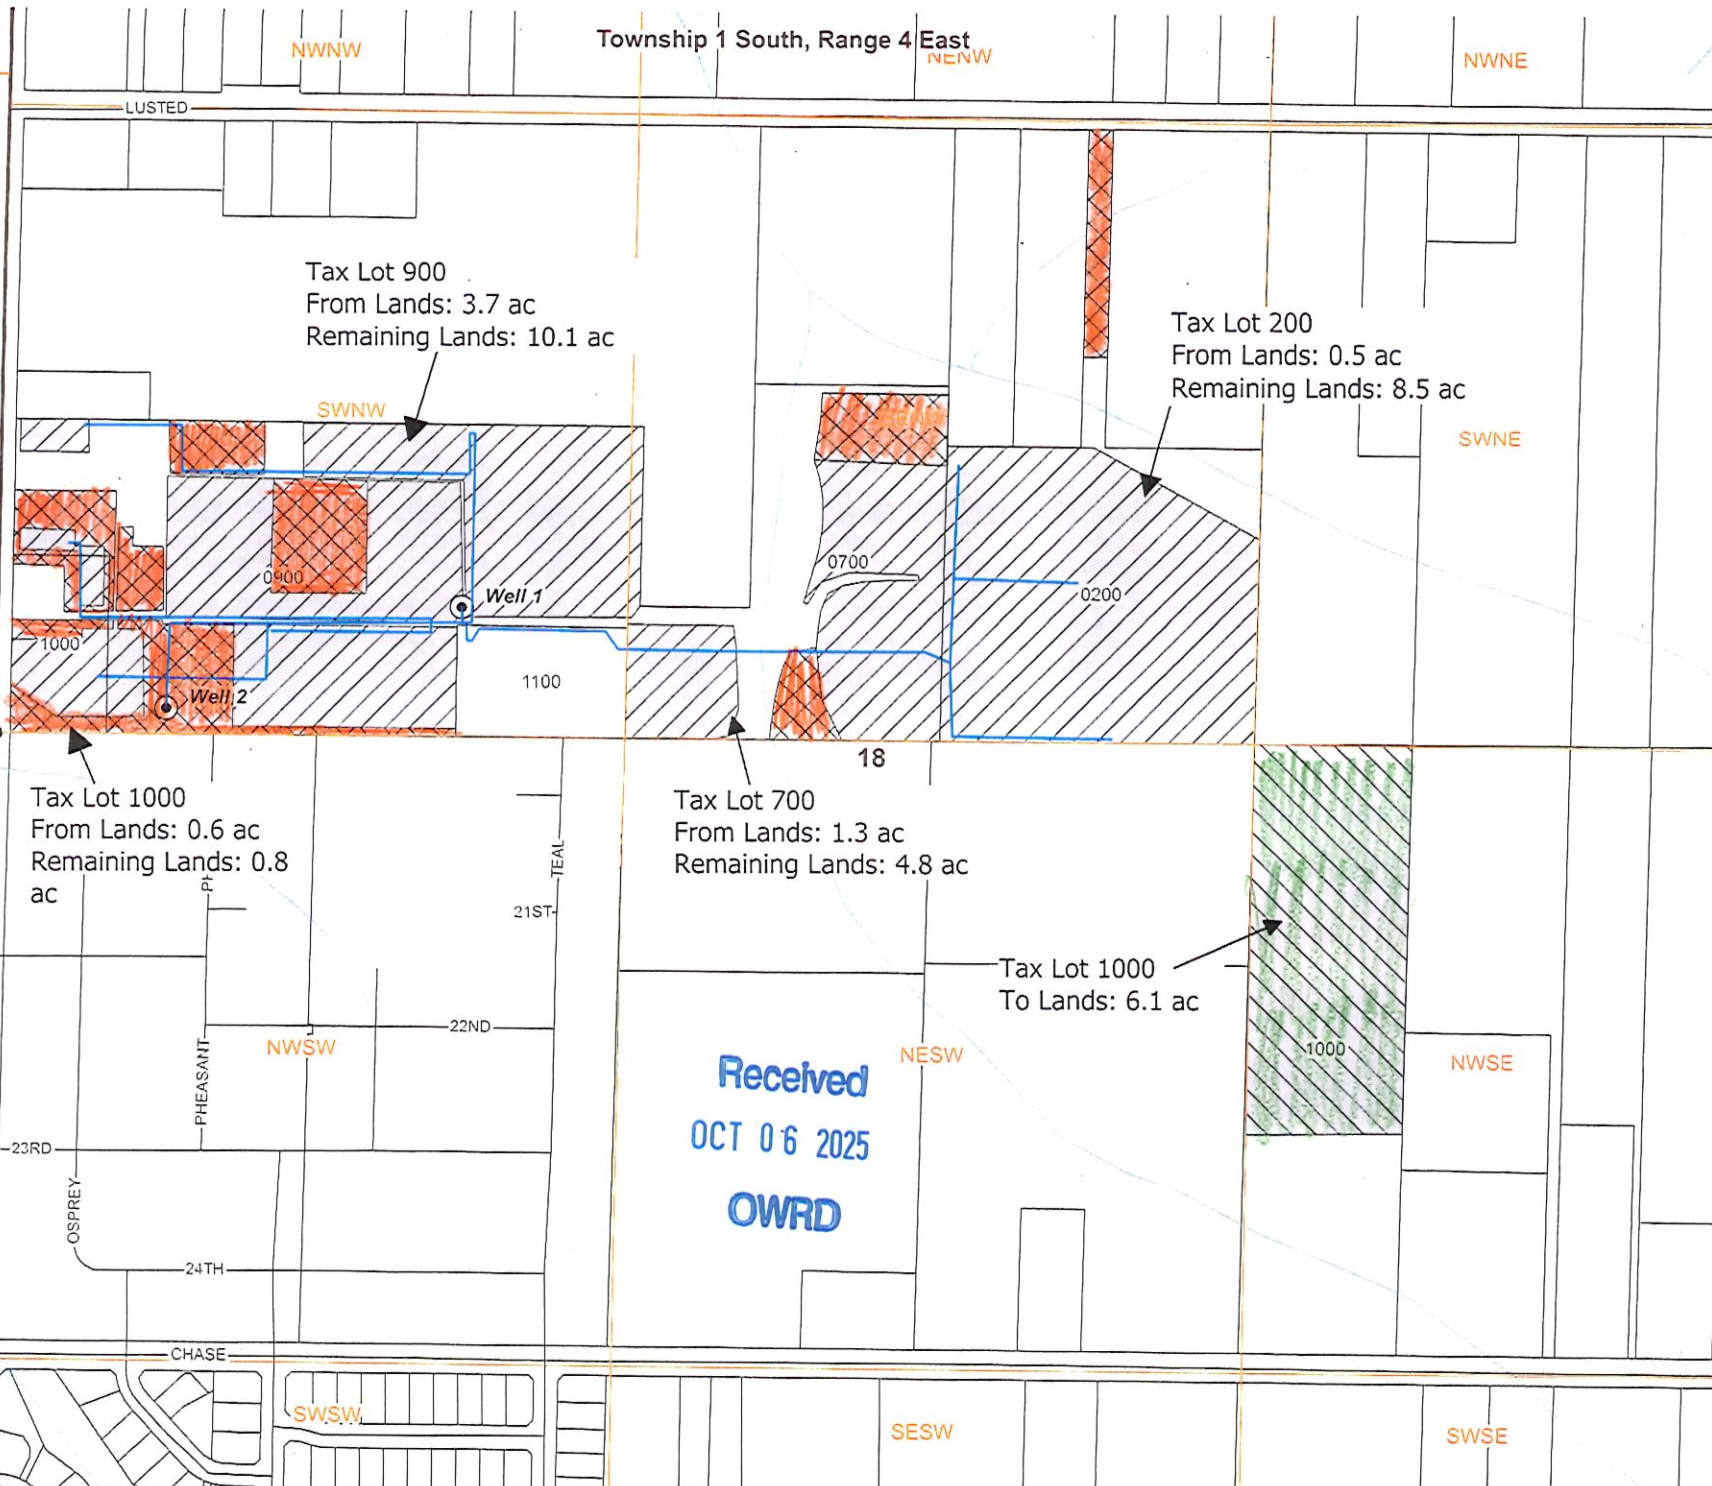 Township 1 South, Range 4 East
NWNW
NENW
NWNE
LUSTED
Tax Lot 900
From Lands: 3.7 ac
Remaining Lands: 10.1 ac
Tax Lot 200
From Lands: 0.5 ac
Remaining Lands: 8.5 ac
SWNW
SWNE
0900
Well 1
0700
0200
1000
Well 2
1100
18
Tax Lot 1000
From Lands: 0.6 ac
Remaining Lands: 0.8
ac
Tax Lot 700
From Lands: 1.3 ac
Remaining Lands: 4.8 ac
PH
TEAL
21ST
Tax Lot 1000
To Lands: 6.1 ac
22ND
NWSW
PHEASANT
NESW
1000
NWSE
Received
OCT 06 2025
OWRD
23RD
OSPREY
24TH
CHASE
SWSW
SESW
SWSE